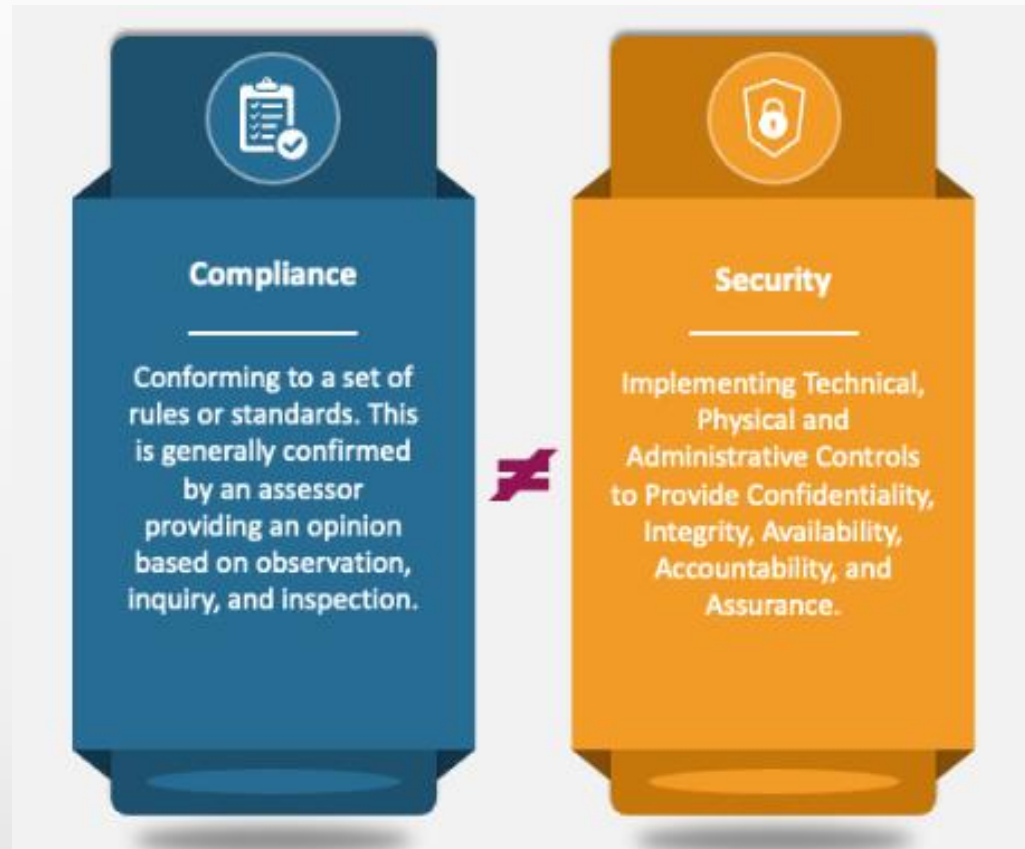 Compliance
Conforming to a set of
rules or standards. This
is generally confirmed
by an assessor
providing an opinion
based on observation,
inquiry, and inspection.
≠
Security
Implementing Technical,
Physical and
Administrative Controls
to Provide Confidentiality,
Integrity, Availability,
Accountability, and
Assurance.